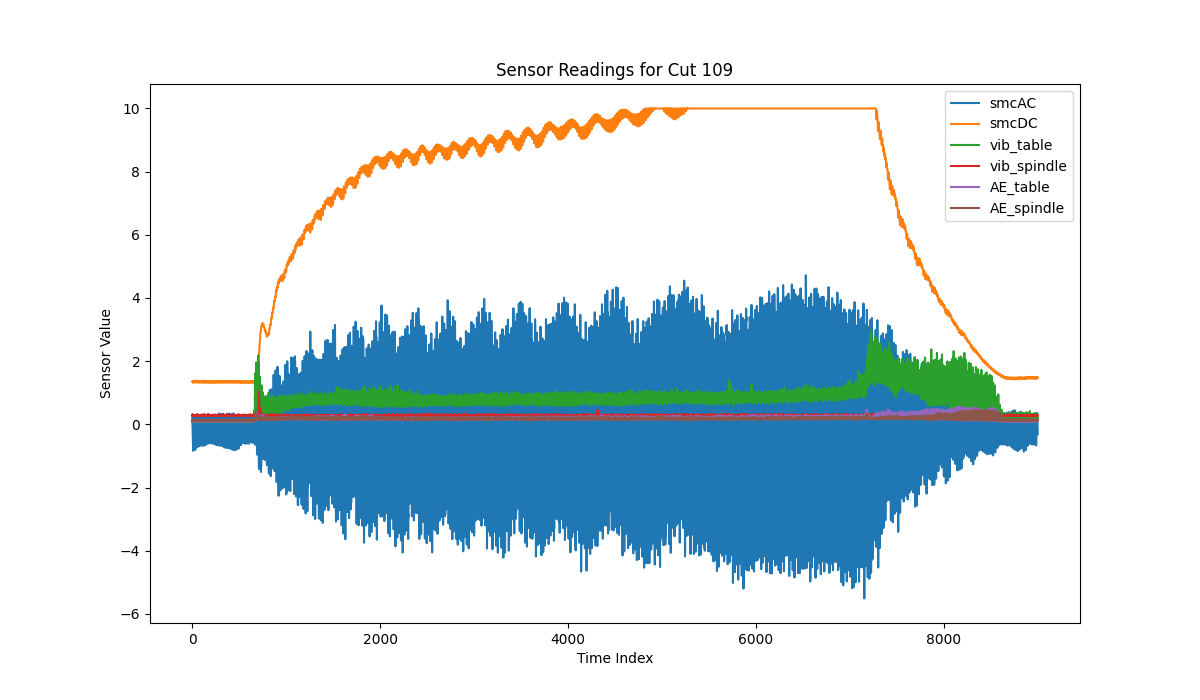 Sensor Readings for Cut 109
10
8
6
4
2
0
−2
−4
−6
Sensor Value
smcAC
smcDC
vib_table
vib_spindle
AE_table
AE_spindle
0
2000
4000
6000
8000
Time Index